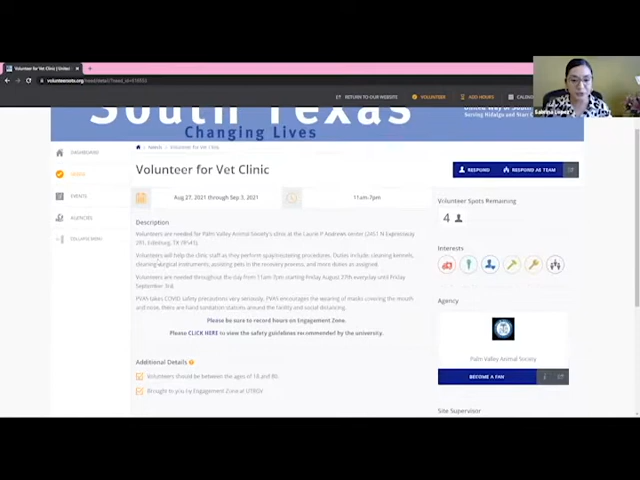 Volunteer for Vet Clinic | United
volunteerstx.org/need/detail/?need_id=
RETURN TO OUR WEBSITE
VOLUNTEER
ADD HOURS
CALEN
South Texas
Changing Lives
United Way of So
Serving Hidalgo and Starr C
Sabrina Lopez
DASHBOARD
NEEDS
EVENTS
AGENCIES
COLLAPSE MENU
Needs
Volunteer for Vet Clinic
Volunteer for Vet Clinic
RESPOND
RESPOND AS TEAM
Aug 27, 2021 through Sep 3, 2021
11am-7pm
Description
Volunteers are needed for Palm Valley Animal Society's clinic at the Laurie P Andrews center (2451 N Expressway
281, Edinburg, TX 78541).
Volunteers will help the clinic staff as they perform spay/neutering procedures. Duties include: cleaning kennels,
cleaning surgical instruments, assisting pets in the recovery process, and more duties as assigned.
Volunteers are needed throughout the day from 11am-7pm starting Friday August 27th everyday until Friday
September 3rd.
PVAS takes COVID safety precautions very seriously. PVAS encourages the wearing of masks covering the mouth
and nose, there are hand sanitation stations around the facility and social distancing.
Please be sure to record hours on Engagement Zone.
Please CLICK HERE to view the safety guidelines recommended by the university.
Additional Details
Volunteers should be between the ages of 18 and 80.
Brought to you by Engagement Zone at UTRGV
Volunteer Spots Remaining
4
Interests
Agency
Palm Valley Animal Society
BECOME A FAN
Site Supervisor